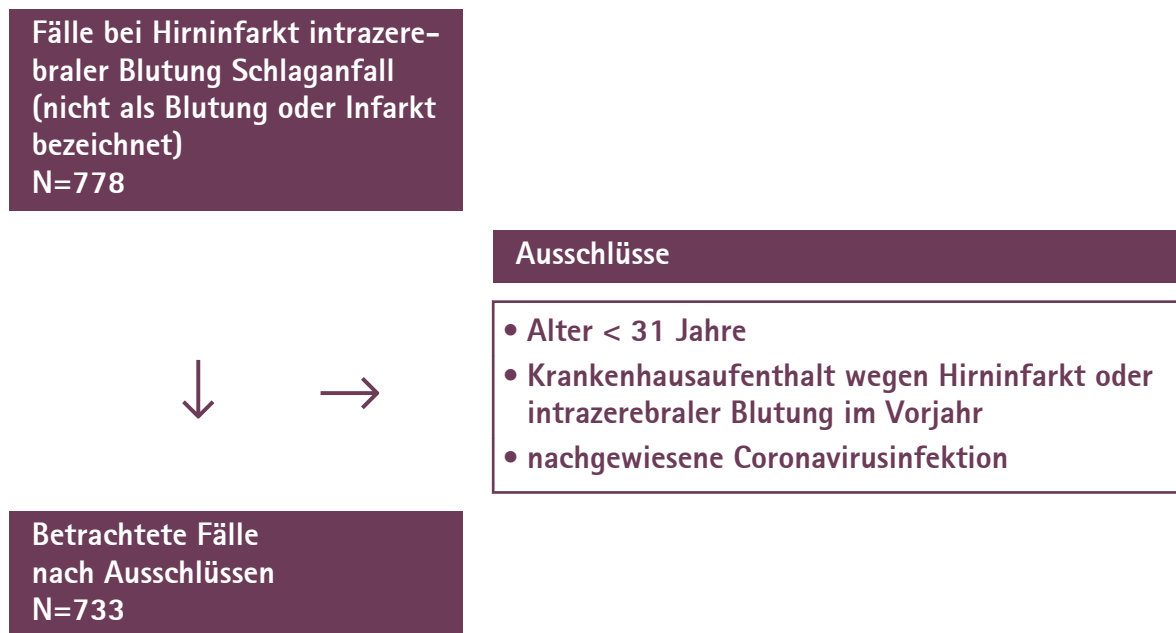 Fälle bei Hirninfarkt intrazere-
braler Blutung Schlaganfall
(nicht als Blutung oder Infarkt
bezeichnet)
N=778
Ausschlüsse
• Alter < 31 Jahre
• Krankenhausaufenthalt wegen Hirninfarkt oder
intrazerebraler Blutung im Vorjahr
• nachgewiesene Coronavirusinfektion
Betrachtete Fälle
nach Ausschlüssen
N=733